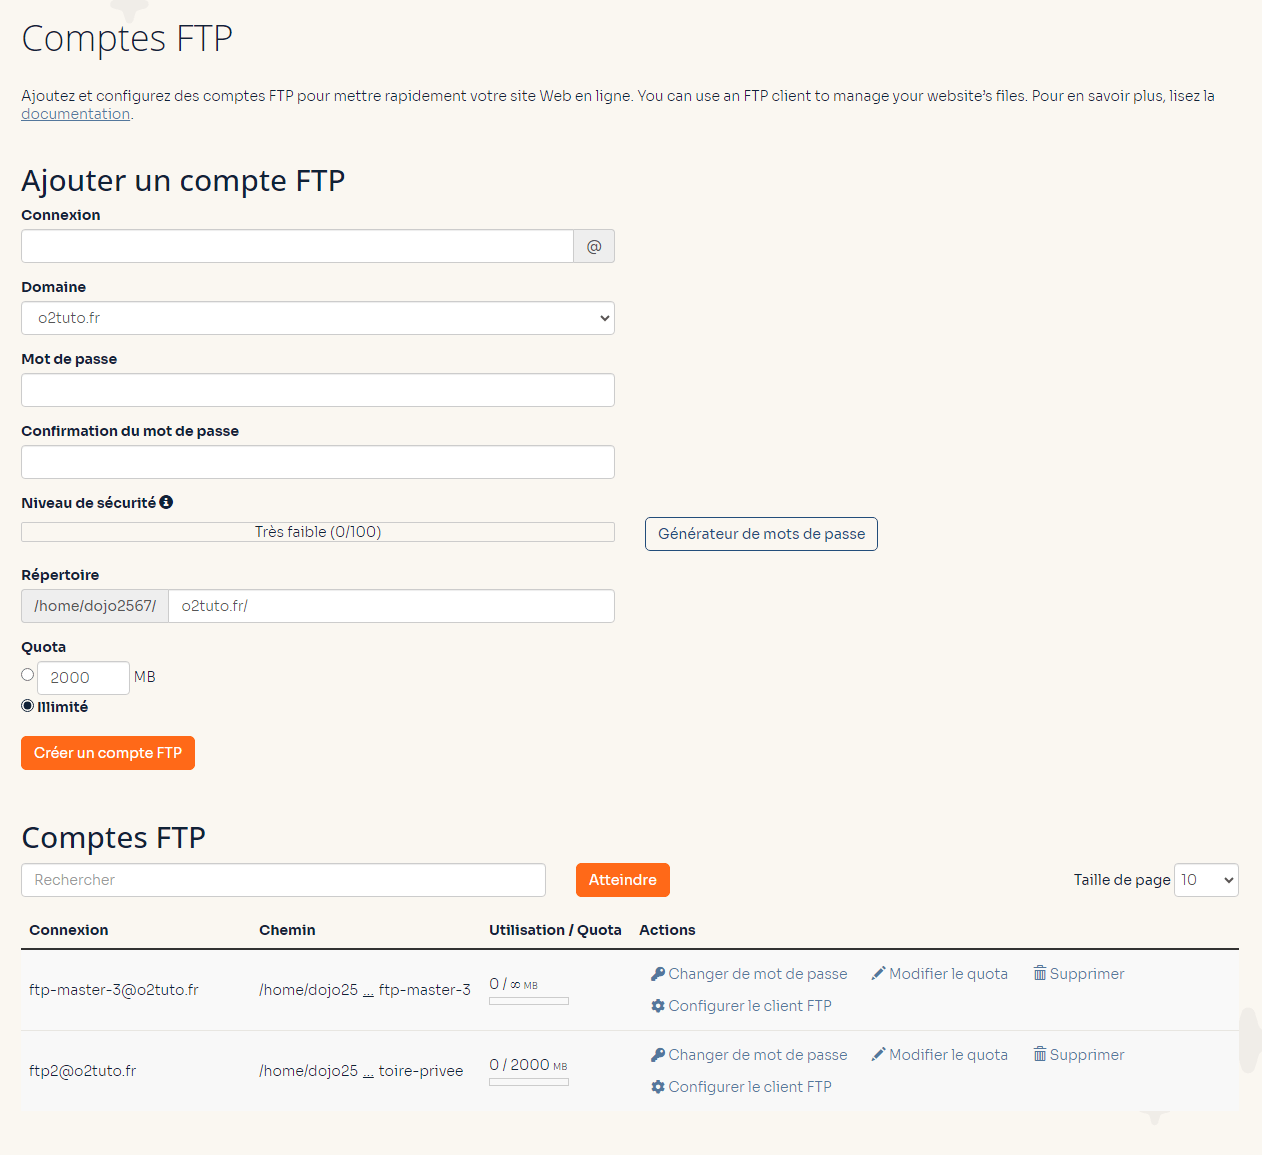 Comptes FTP
Ajoutez et configurez des comptes FTP pour mettre rapidement votre site Web en ligne. You can use an FTP client to manage your website’s files. Pour en savoir plus, lisez la
documentation.
Ajouter un compte FTP
Connexion
@
Domaine
o2tuto.fr
Mot de passe
Confirmation du mot de passe
Niveau de sécurité
Très faible (0/100)
Générateur de mots de passe
Répertoire
/home/dojo2567/ o2tuto.fr/
Quota
2000 MB
Illimité
Créer un compte FTP
Comptes FTP
Rechercher Atteindre Taille de page 10
Connexion Chemin Utilisation / Quota Actions
ftp-master-3@o2tuto.fr /home/dojo25 ... ftp-master-3 0 / ∞ MB Changer de mot de passe Modifier le quota Supprimer
Configurer le client FTP
ftp2@o2tuto.fr /home/dojo25 ... toire-privee 0 / 2000 MB Changer de mot de passe Modifier le quota Supprimer
Configurer le client FTP